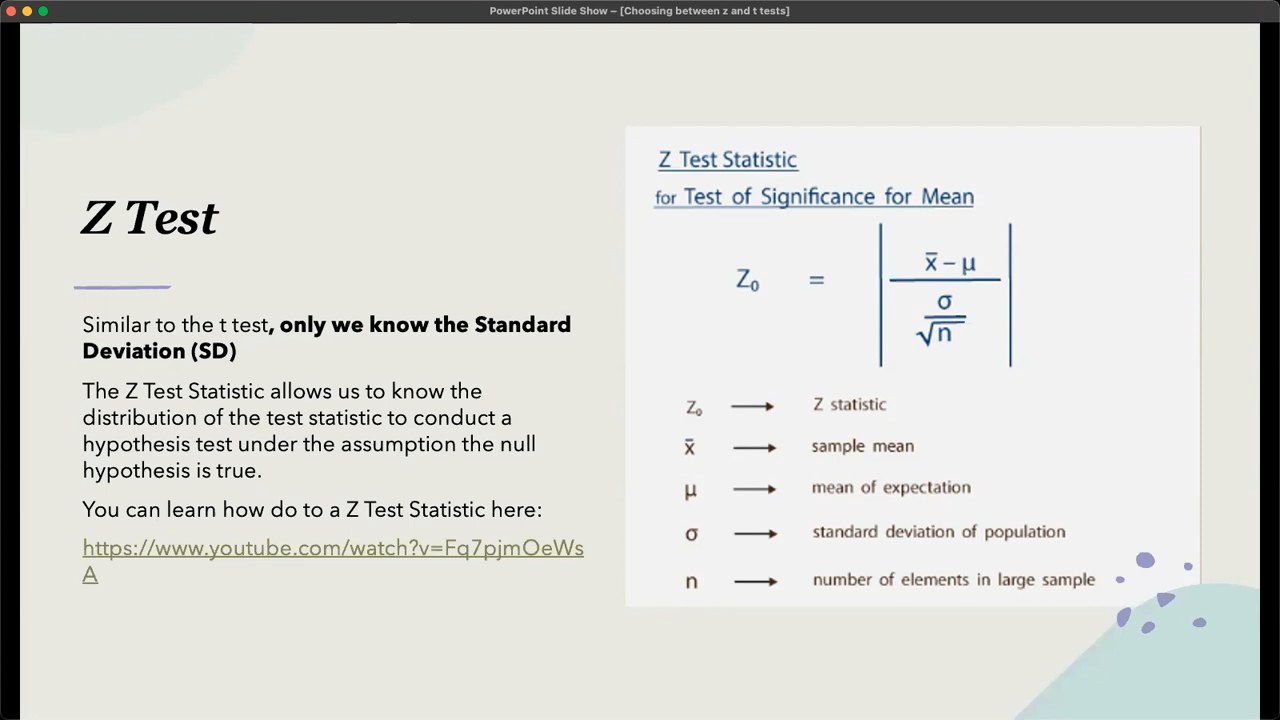 PowerPoint Slide Show – [Choosing between z and t tests]
Z Test
Similar to the t test, only we know the Standard
Deviation (SD)
The Z Test Statistic allows us to know the
distribution of the test statistic to conduct a
hypothesis test under the assumption the null
hypothesis is true.
You can learn how do to a Z Test Statistic here:
https://www.youtube.com/watch?v=Fq7pjmOeWs
A
Z Test Statistic
for Test of Significance for Mean
Z₀ = | (x̄ – μ) / (σ / √n) |
Z₀ → Z statistic
x̄ → sample mean
μ → mean of expectation
σ → standard deviation of population
n → number of elements in large sample